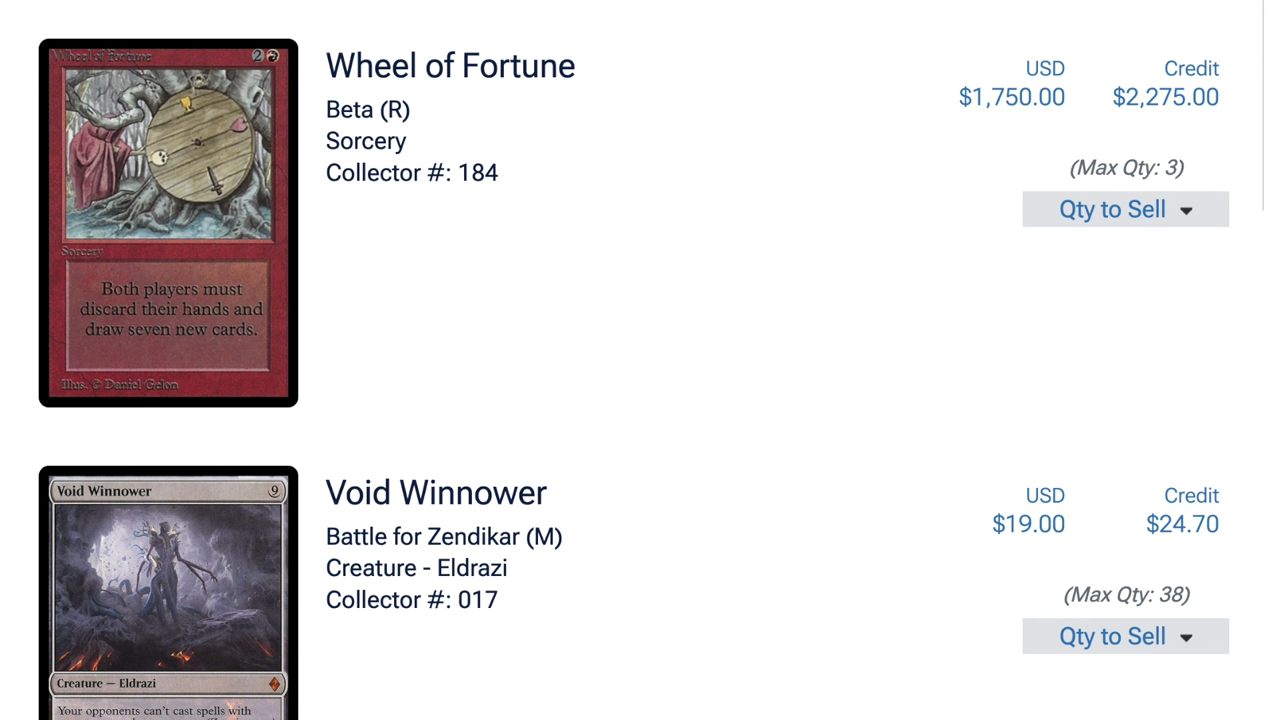 Wheel of Fortune
2
Wheel of Fortune
Beta (R)
Sorcery
Collector #: 184
USD
Credit
$1,750.00
$2,275.00
(Max Qty: 3)
Qty to Sell
Sorcery
Both players must
discard their hands and
draw seven new cards.
Illus. © Daniel Gelon
Void Winnower
9
Void Winnower
Battle for Zendikar (M)
Creature - Eldrazi
Collector #: 017
USD
Credit
$19.00
$24.70
(Max Qty: 38)
Qty to Sell
Creature — Eldrazi
Your opponents can't cast spells with